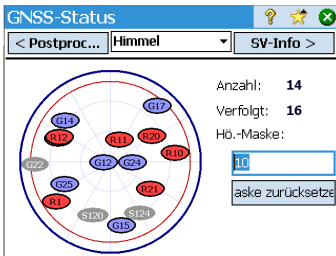 GNSS-Status
< Postproc... Himmel SV-Info >
Anzahl: 14
Verfolgt: 16
Hö.-Maske:
10
aske zurücksetze
G17
G14
R12 R11 R20
R10
G22 G12 G24
G25 R21
R1
S120 S124
G15